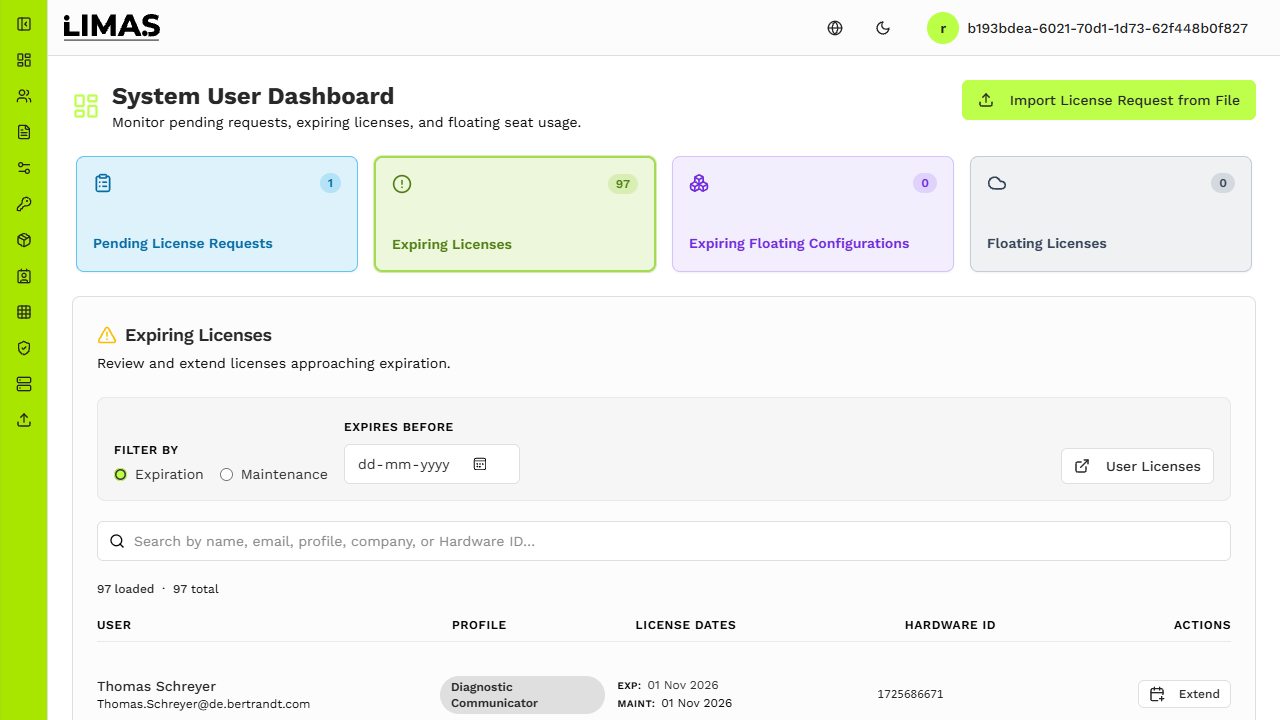 LIMAS
r
b193bdea-6021-70d1-1d73-62f448b0f827
System User Dashboard
Monitor pending requests, expiring licenses, and floating seat usage.
Import License Request from File
1
Pending License Requests
97
Expiring Licenses
0
Expiring Floating Configurations
0
Floating Licenses
Expiring Licenses
Review and extend licenses approaching expiration.
FILTER BY
Expiration
Maintenance
EXPIRES BEFORE
dd-mm-yyyy
User Licenses
Search by name, email, profile, company, or Hardware ID...
97 loaded · 97 total
USER PROFILE LICENSE DATES HARDWARE ID ACTIONS
Thomas Schreyer
Thomas.Schreyer@de.bertrandt.com
Diagnostic
Communicator
EXP: 01 Nov 2026
MAINT: 01 Nov 2026
1725686671
Extend